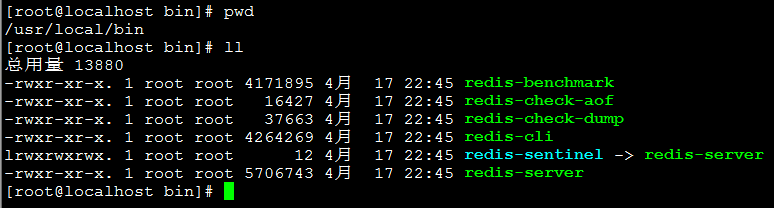 [root@localhost bin]# pwd
/usr/local/bin
[root@localhost bin]# ll
总用量 13880
-rwxr-xr-x. 1 root root 4171895 4月  17 22:45 redis-benchmark
-rwxr-xr-x. 1 root root   16427 4月  17 22:45 redis-check-aof
-rwxr-xr-x. 1 root root   37663 4月  17 22:45 redis-check-dump
-rwxr-xr-x. 1 root root 4264269 4月  17 22:45 redis-cli
lrwxrwxrwx. 1 root root      12 4月  17 22:45 redis-sentinel -> redis-server
-rwxr-xr-x. 1 root root 5706743 4月  17 22:45 redis-server
[root@localhost bin]#